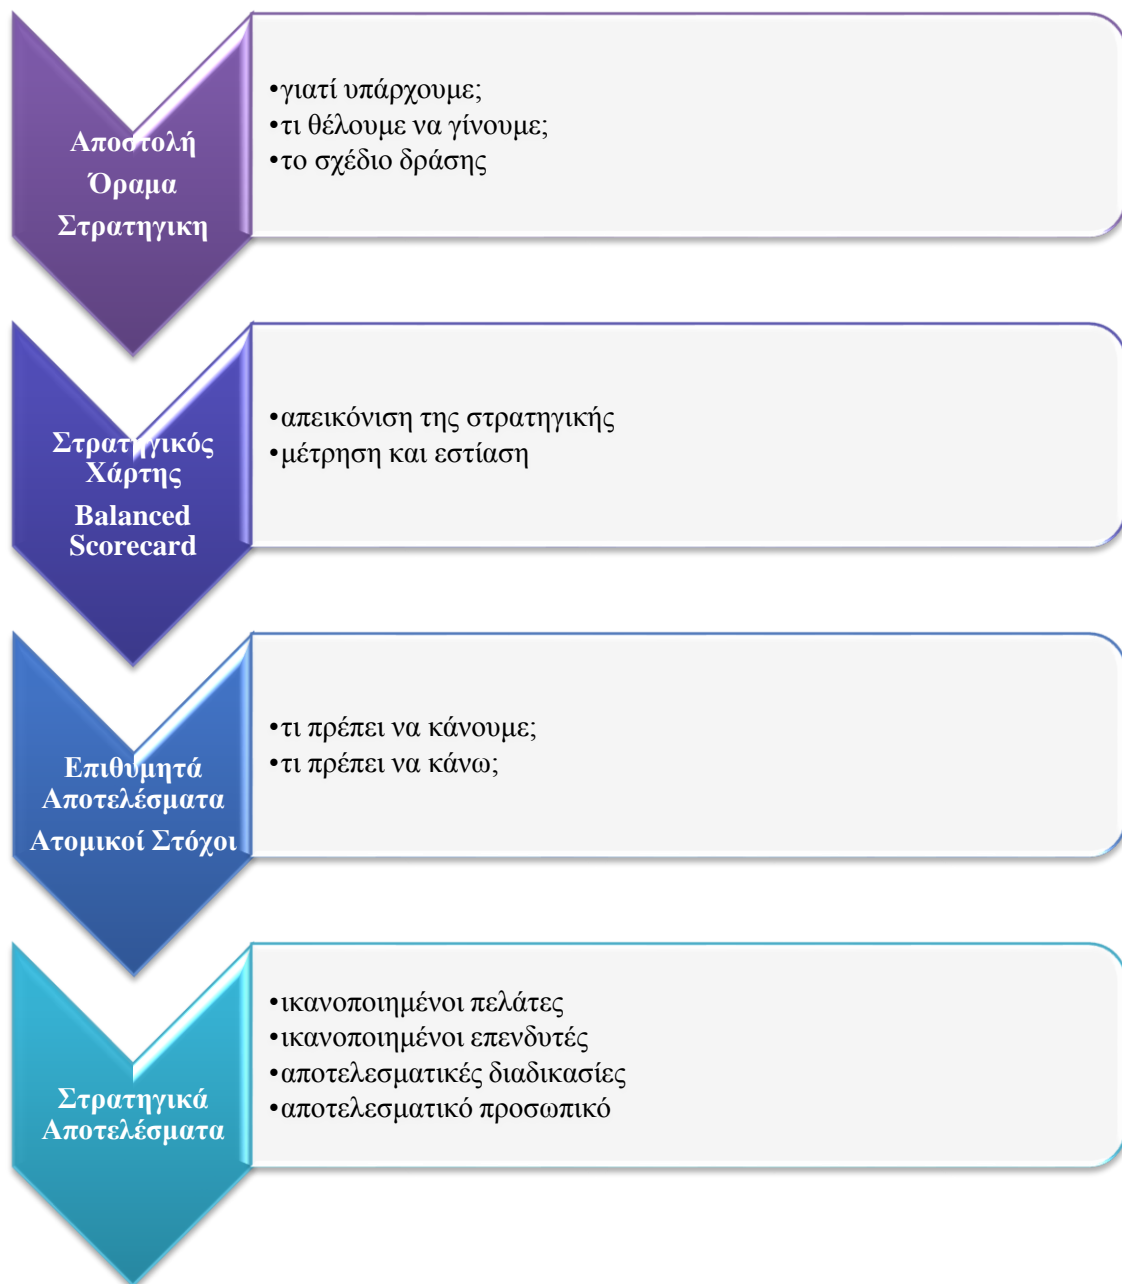 Αποστολή
Όραμα
Στρατηγικη
•γιατί υπάρχουμε;
•τι θέλουμε να γίνουμε;
•το σχέδιο δράσης
Στρατηγικός
Χάρτης
Balanced
Scorecard
•απεικόνιση της στρατηγικής
•μέτρηση και εστίαση
Επιθυμητά
Αποτελέσματα
Ατομικοί Στόχοι
•τι πρέπει να κάνουμε;
•τι πρέπει να κάνω;
Στρατηγικά
Αποτελέσματα
•ικανοποιημένοι πελάτες
•ικανοποιημένοι επενδυτές
•αποτελεσματικές διαδικασίες
•αποτελεσματικό προσωπικό